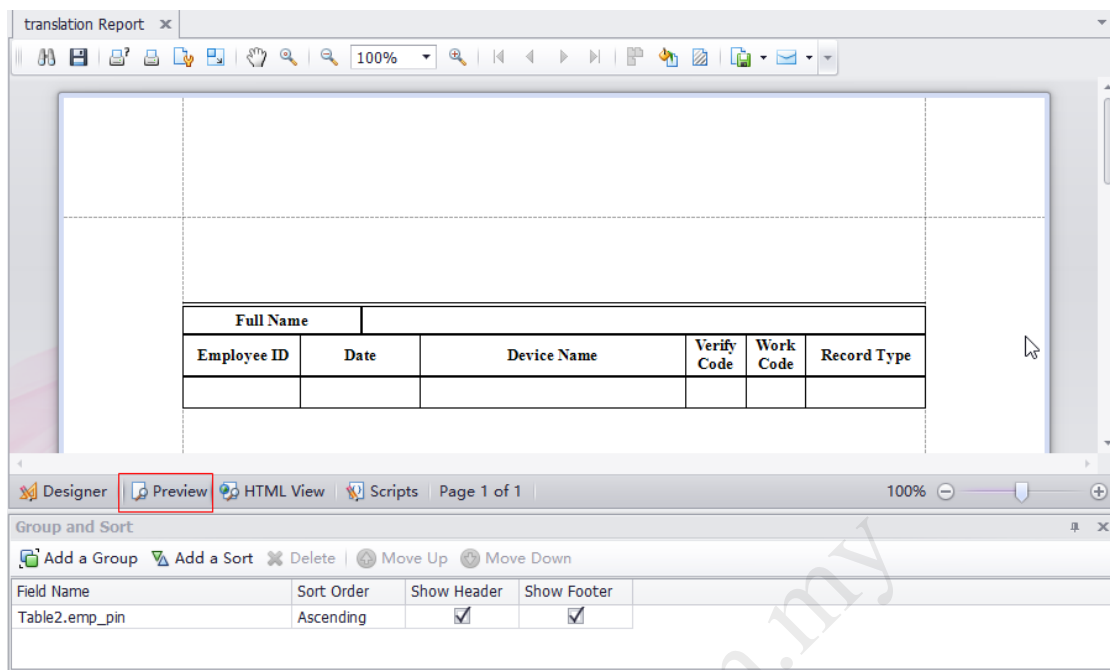 translation Report
100%
Full Name
Employee ID Date Device Name Verify Code Work Code Record Type
Designer Preview HTML View Scripts Page 1 of 1 100%
Group and Sort
Add a Group Add a Sort Delete Move Up Move Down
Field Name Sort Order Show Header Show Footer
Table2.emp_pin Ascending
.my